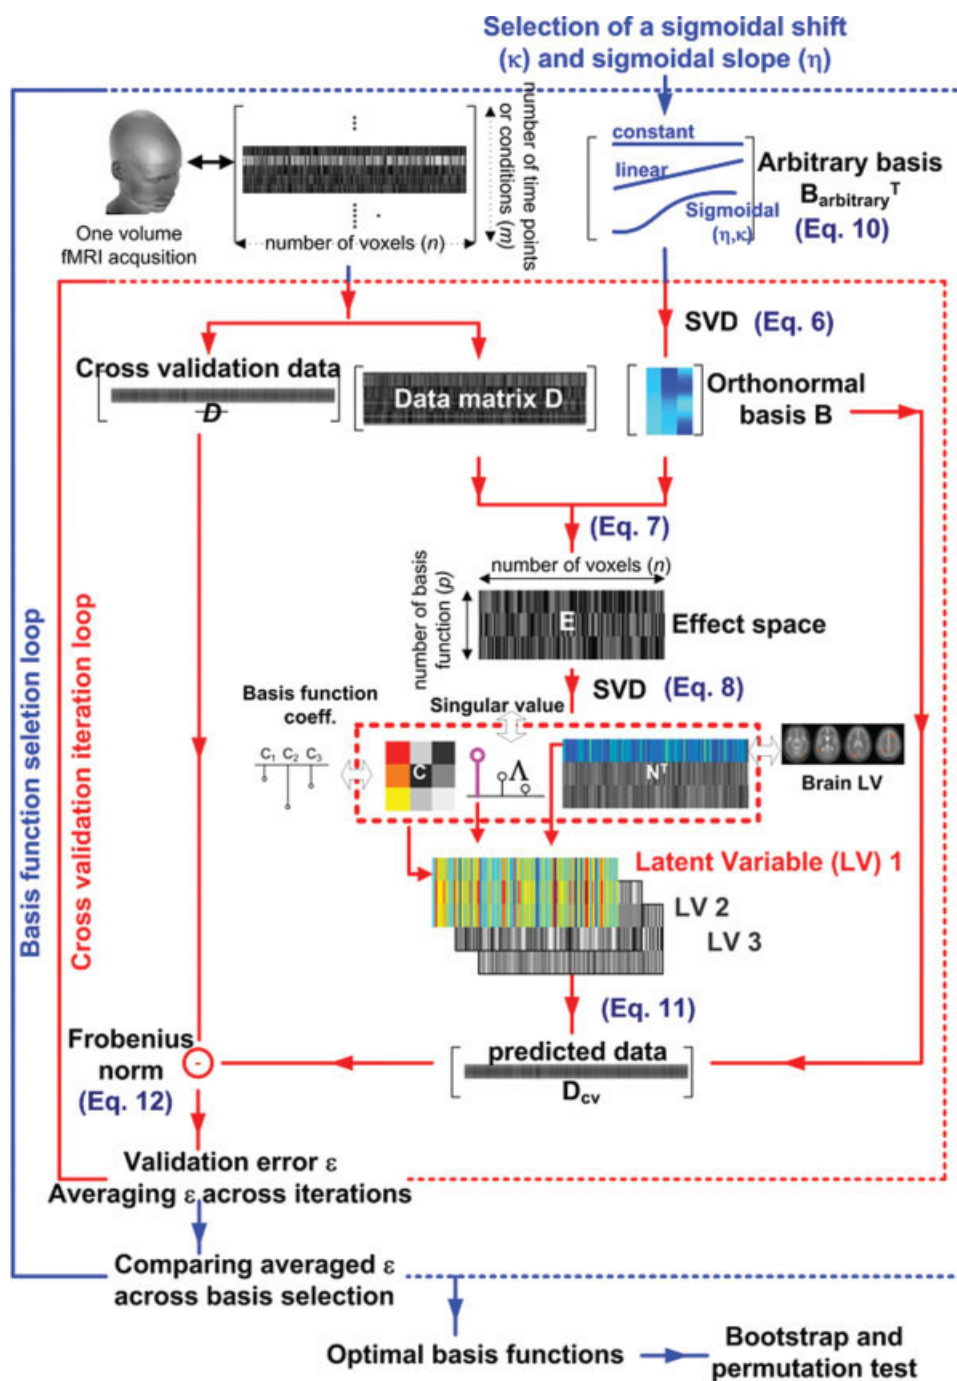 Selection of a sigmoidal shift
(κ) and sigmoidal slope (η)
number of time points
or conditions (m)
constant
linear
Sigmoidal
(η,κ)
Arbitrary basis
B_arbitrary^T
(Eq. 10)
One volume
fMRI acqusition
number of voxels (n)
SVD (Eq. 6)
Cross validation data
D
Data matrix D
Orthonormal
basis B
(Eq. 7)
number of voxels (n)
number of basis
function (p)
E
Effect space
SVD (Eq. 8)
Basis function
coeff.
Singular value
C₁ C₂ C₃
C
Λ
N^T
Brain LV
Latent Variable (LV) 1
LV 2
LV 3
(Eq. 11)
Basis function seletion loop
Cross validation iteration loop
Frobenius
norm
(Eq. 12)
-
predicted data
D_cv
Validation error ε
Averaging ε across iterations
Comparing averaged ε
across basis selection
Optimal basis functions
Bootstrap and
permutation test